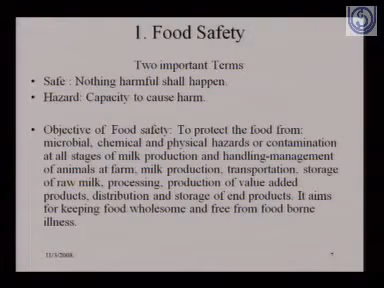 1. Food Safety
Two important Terms
• Safe : Nothing harmful shall happen.
• Hazard: Capacity to cause harm.
• Objective of Food safety: To protect the food from:
microbial, chemical and physical hazards or contamination
at all stages of milk production and handling-management
of animals at farm, milk production, transportation, storage
of raw milk, processing, production of value added
products, distribution and storage of end products. It aims
for keeping food wholesome and free from food borne
illness.
11/3/2008
7